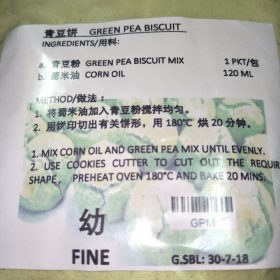 青豆饼 GREEN PEA BISCUIT
INGREDIENTS/用料:
a. 青豆粉 GREEN PEA BISCUIT MIX 1 PKT/包
b. 蜀米油 CORN OIL 120 ML
METHOD/做法:
1. 将蜀米油加入青豆粉搅拌均匀。
2. 用饼印切出有关饼形，用 180℃ 烘 20 分钟。
1. MIX CORN OIL AND GREEN PEA MIX UNTIL EVENLY.
2. USE COOKIES CUTTER TO CUT OUT THE REQUIR
SHAPE, PREHEAT OVEN 180°C AND BAKE 20 MINS.
幼
FINE
GPM
G.SBL: 30-7-18